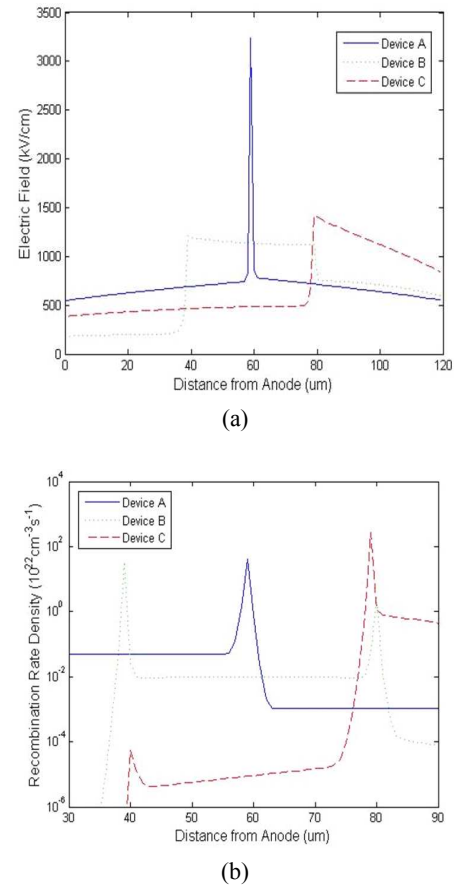 3500
3000
2500
2000
1500
1000
500
0
Electric Field (kV/cm)
Device A
Device B
Device C
0 20 40 60 80 100 120
Distance from Anode (um)
(a)
10^4
10^2
10^0
10^-2
10^-4
10^-6
Recombination Rate Density (10^22cm-3s-1)
Device A
Device B
Device C
30 40 50 60 70 80 90
Distance from Anode (um)
(b)